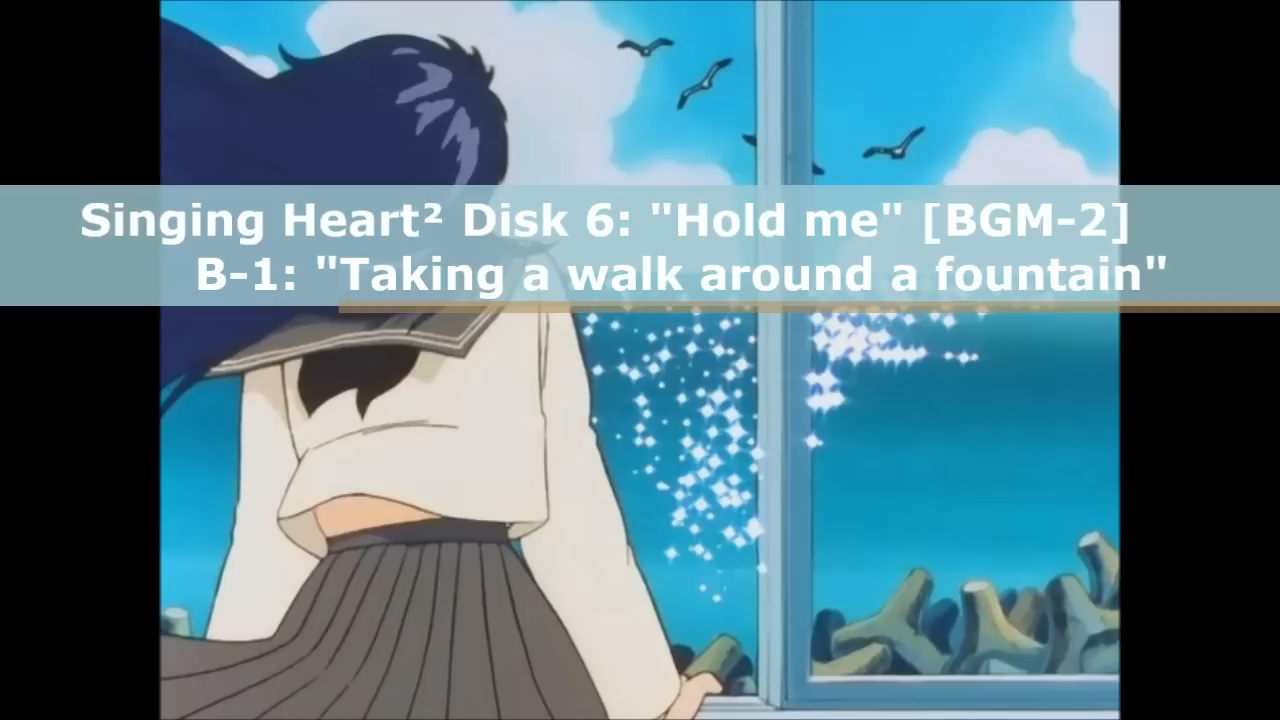 Singing Heart² Disk 6: "Hold me" [BGM-2]
B-1: "Taking a walk around a fountain"